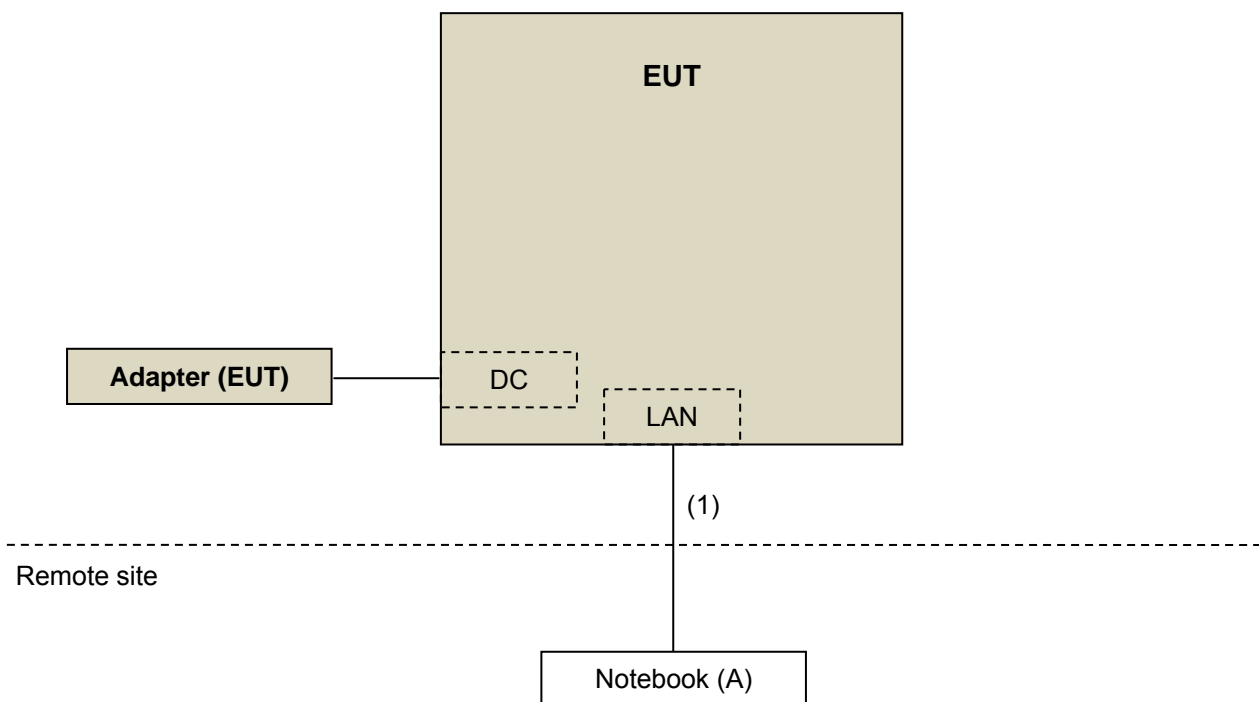 EUT
Adapter (EUT)
DC
LAN
(1)
Remote site
Notebook (A)